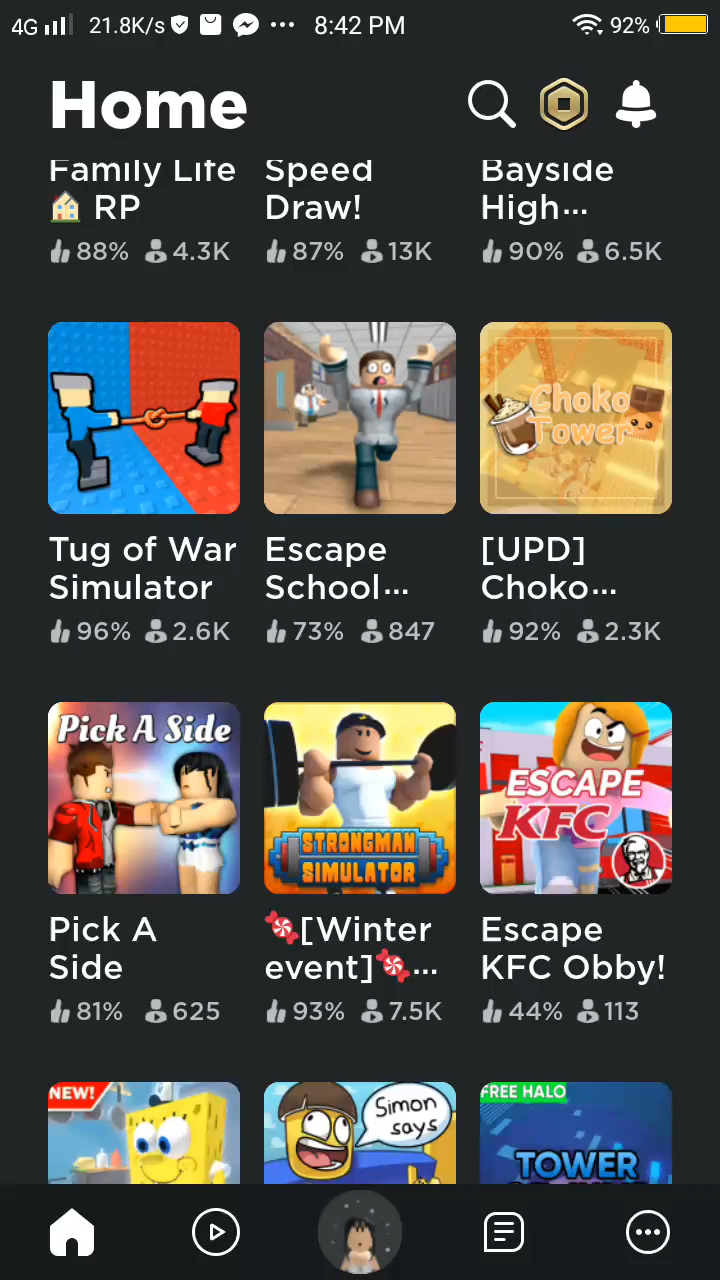 4G 21.8K/s 8:42 PM 92%
Home
Family Life Speed Bayside
🏠 RP Draw! High...
88% 4.3K 87% 13K 90% 6.5K
Choko
Tower
Tug of War Escape [UPD]
Simulator School... Choko...
96% 2.6K 73% 847 92% 2.3K
Pick A Side
STRONGMAN
SIMULATOR
ESCAPE
KFC
KFC
Pick A 🍬[Winter Escape
Side event]🍬... KFC Obby!
81% 625 93% 7.5K 44% 113
NEW!
Simon
says
FREE HALO
TOWER